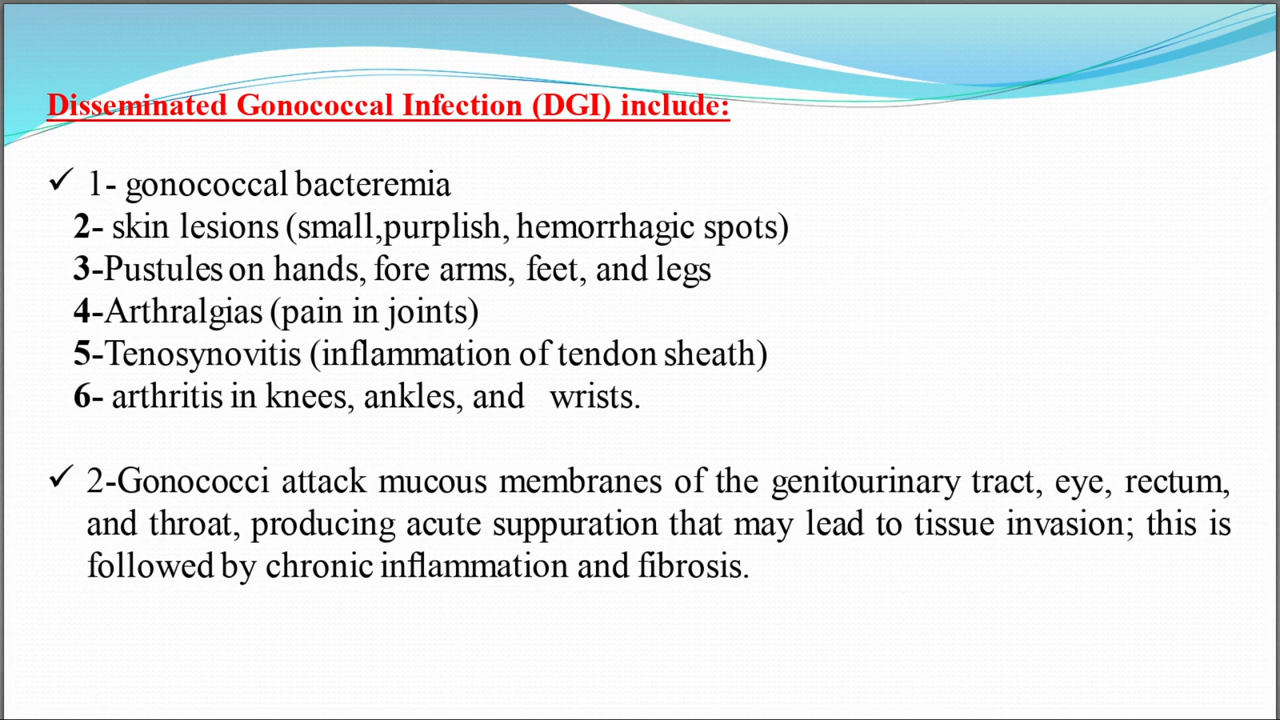 Disseminated Gonococcal Infection (DGI) include:
✓ 1- gonococcal bacteremia
2- skin lesions (small,purplish, hemorrhagic spots)
3-Pustules on hands, fore arms, feet, and legs
4-Arthralgias (pain in joints)
5-Tenosynovitis (inflammation of tendon sheath)
6- arthritis in knees, ankles, and wrists.
✓ 2-Gonococci attack mucous membranes of the genitourinary tract, eye, rectum,
and throat, producing acute suppuration that may lead to tissue invasion; this is
followed by chronic inflammation and fibrosis.